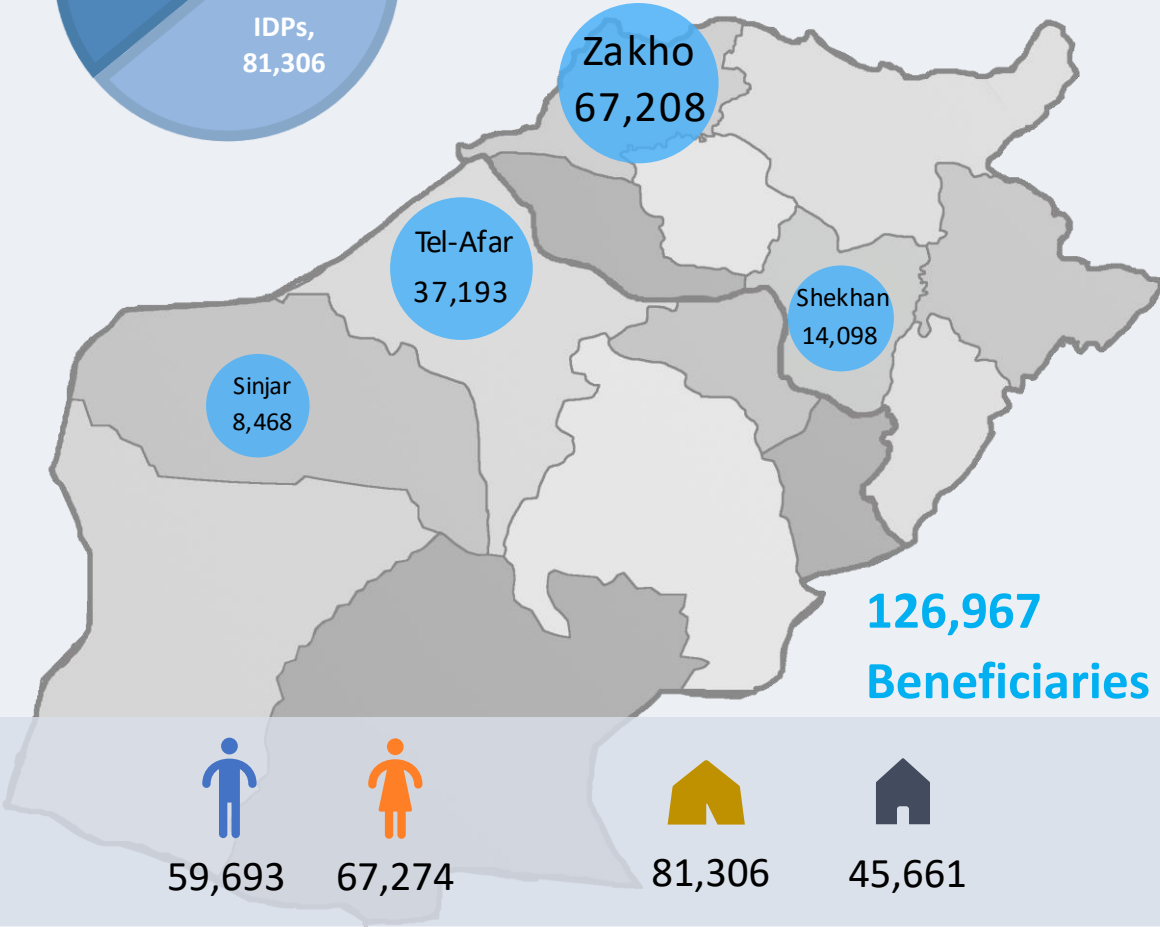 IDPs,
81,306
Zakho
67,208
Tel-Afar
37,193
Shekhan
14,098
Sinjar
8,468
126,967
Beneficiaries
59,693
67,274
81,306
45,661